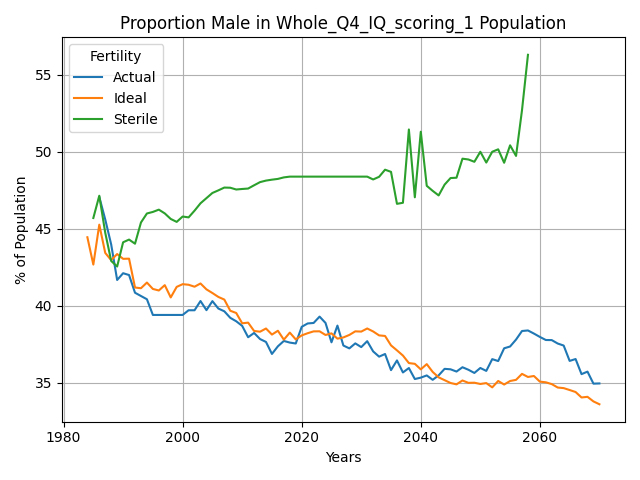 Proportion Male in Whole_Q4_IQ_scoring_1 Population
Fertility
Actual
Ideal
Sterile
% of Population
55
50
45
40
35
1980
2000
2020
2040
2060
Years